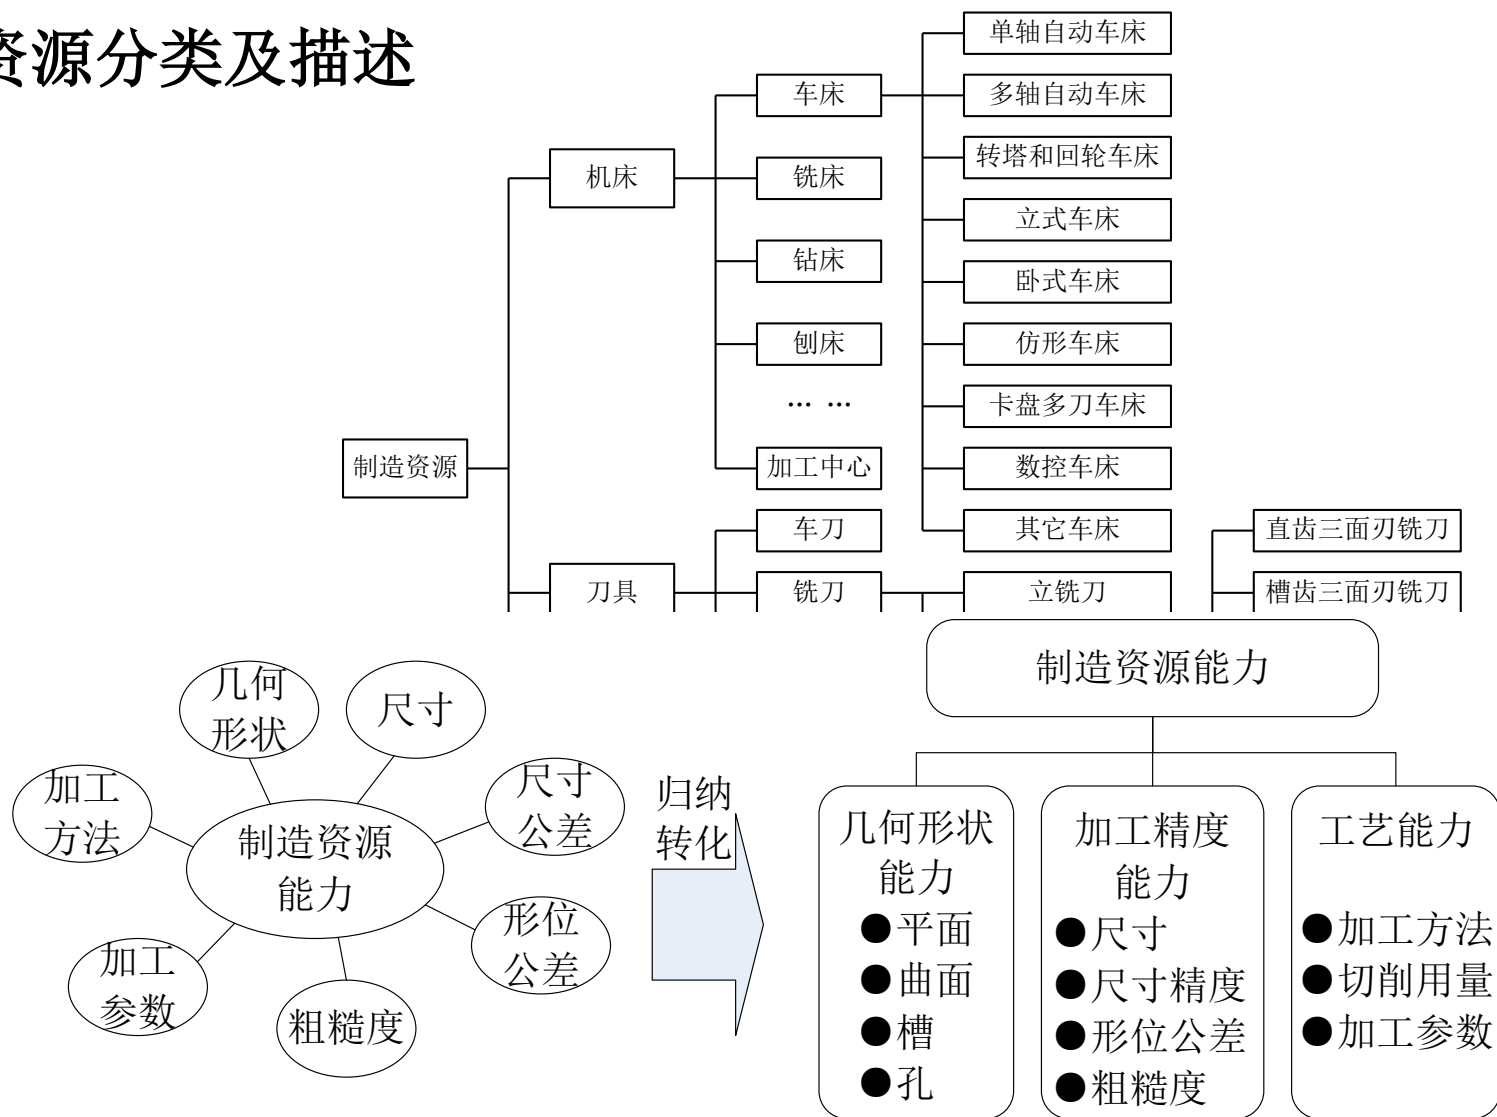 资源分类及描述
单轴自动车床
车床
多轴自动车床
机床
铣床
转塔和回轮车床
立式车床
钻床
卧式车床
刨床
仿形车床
… …
卡盘多刀车床
制造资源
加工中心
数控车床
车刀
其它车床
直齿三面刃铣刀
刀具
铣刀
立铣刀
槽齿三面刃铣刀
几何
形状
尺寸
加工
方法
制造资源
能力
尺寸
公差
形位
公差
加工
参数
粗糙度
归纳
转化
制造资源能力
几何形状
能力
●平面
●曲面
●槽
●孔
加工精度
能力
●尺寸
●尺寸精度
●形位公差
●粗糙度
工艺能力
●加工方法
●切削用量
●加工参数